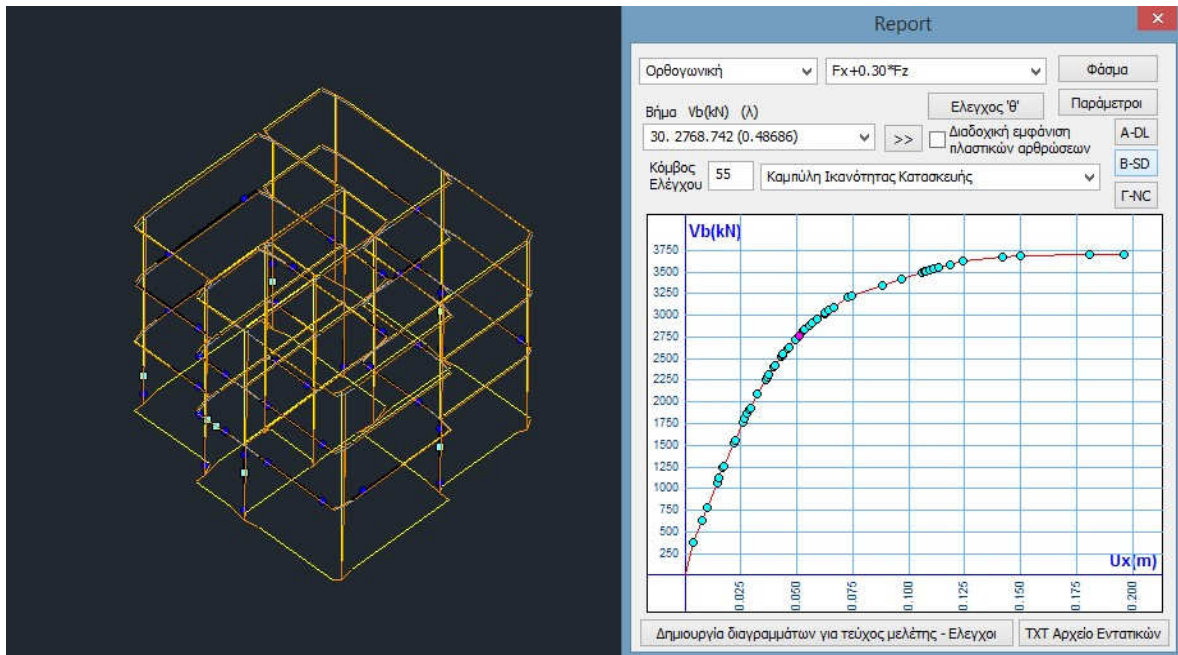 Report
Ορθογωνική
Fx+0.30*Fz
Φάσμα
Βήμα Vb(kN) (λ)
Ελεγχος 'θ'
Παράμετροι
30. 2768.742 (0.48686)
>>
Διαδοχική εμφάνιση
πλαστικών αρθρώσεων
A-DL
B-SD
Γ-NC
Κόμβος
Ελέγχου
55
Καμπύλη Ικανότητας Κατασκευής
Vb(kN)
3750
3500
3250
3000
2750
2500
2250
2000
1750
1500
1250
1000
750
500
250
Ux(m)
0.025
0.050
0.075
0.100
0.125
0.150
0.175
0.200
Δημιουργία διαγραμμάτων για τεύχος μελέτης - Ελεγχοι
TXT Αρχείο Εντατικών